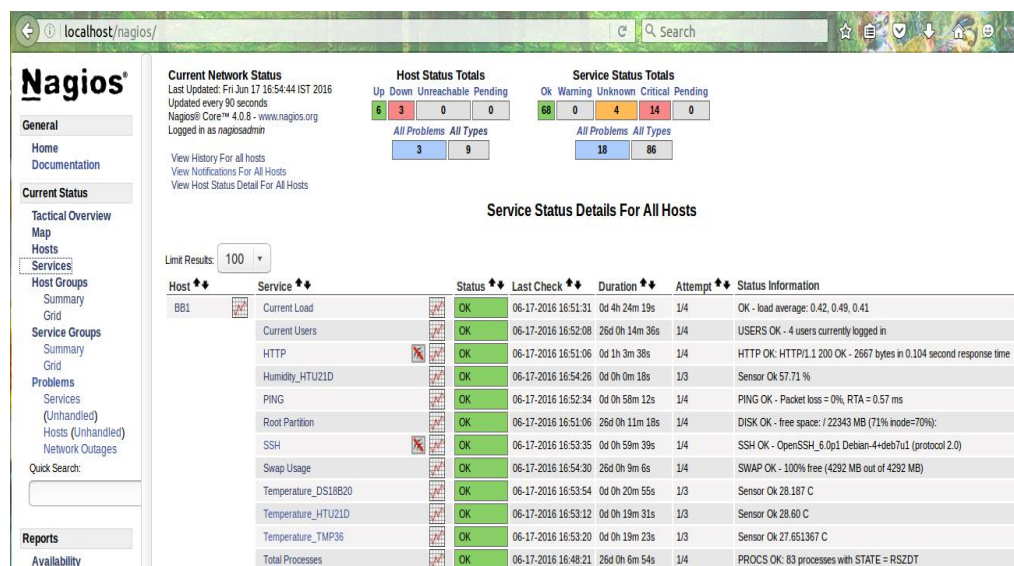 localhost/nagios/
Search
Nagios®
General
Home
Documentation
Current Status
Tactical Overview
Map
Hosts
Services
Host Groups
Summary
Grid
Service Groups
Summary
Grid
Problems
Services
(Unhandled)
Hosts (Unhandled)
Network Outages
Quick Search:
Reports
Availability
Current Network Status
Last Updated: Fri Jun 17 16:54:44 IST 2016
Updated every 90 seconds
Nagios® Core™ 4.0.8 - www.nagios.org
Logged in as nagiosadmin
View History For all hosts
View Notifications For All Hosts
View Host Status Detail For All Hosts
Host Status Totals
Up Down Unreachable Pending
6 3 0 0
All Problems All Types
3 9
Service Status Totals
Ok Warning Unknown Critical Pending
68 0 4 14 0
All Problems All Types
18 86
Service Status Details For All Hosts
Limit Results: 100
Host Service Status Last Check Duration Attempt Status Information
BB1 Current Load OK 06-17-2016 16:51:31 0d 4h 24m 19s 1/4 OK - load average: 0.42, 0.49, 0.41
Current Users OK 06-17-2016 16:52:08 26d 0h 14m 36s 1/4 USERS OK - 4 users currently logged in
HTTP OK 06-17-2016 16:51:06 0d 1h 3m 38s 1/4 HTTP OK: HTTP/1.1 200 OK - 2667 bytes in 0.104 second response time
Humidity_HTU21D OK 06-17-2016 16:54:26 0d 0h 0m 18s 1/3 Sensor Ok 57.71 %
PING OK 06-17-2016 16:52:34 0d 0h 58m 12s 1/4 PING OK - Packet loss = 0%, RTA = 0.57 ms
Root Partition OK 06-17-2016 16:51:06 26d 0h 11m 18s 1/4 DISK OK - free space: / 22343 MB (71% inode=70%):
SSH OK 06-17-2016 16:53:35 0d 0h 59m 39s 1/4 SSH OK - OpenSSH_6.0p1 Debian-4+deb7u1 (protocol 2.0)
Swap Usage OK 06-17-2016 16:54:30 26d 0h 9m 6s 1/4 SWAP OK - 100% free (4292 MB out of 4292 MB)
Temperature_DS18B20 OK 06-17-2016 16:53:54 0d 0h 20m 55s 1/3 Sensor Ok 28.187 C
Temperature_HTU21D OK 06-17-2016 16:53:12 0d 0h 19m 31s 1/3 Sensor Ok 28.60 C
Temperature_TMP36 OK 06-17-2016 16:53:20 0d 0h 19m 23s 1/3 Sensor Ok 27.651367 C
Total Processes OK 06-17-2016 16:48:21 26d 0h 6m 54s 1/4 PROCS OK: 83 processes with STATE = RSZDT